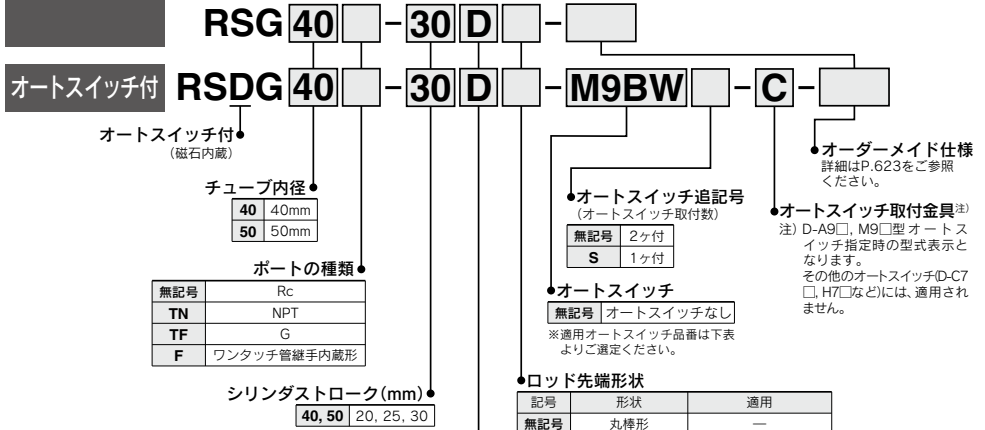 RSG 40 - 30 D -
オートスイッチ付 RSDG 40 - 30 D - M9BW - C -
オートスイッチ付
（磁石内蔵）
チューブ内径
40 40mm
50 50mm
ポートの種類
無記号 Rc
TN NPT
TF G
F ワンタッチ管継手内蔵形
シリンダストローク(mm)
40, 50 20, 25, 30
オーダーメイド仕様
詳細はP.623をご参照
ください。
オートスイッチ取付金具注)
注) D-A9□, M9□型オートス
イッチ指定時の型式表示と
なります。
その他のオートスイッチ(D-C7
□, H7□など)には、適用され
ません。
オートスイッチ追記号
（オートスイッチ取付数）
無記号 2ヶ付
S 1ヶ付
オートスイッチ
無記号 オートスイッチなし
※適用オートスイッチ品番は下表
よりご選定ください。
ロッド先端形状
記号 形状 適用
無記号 丸棒形 —